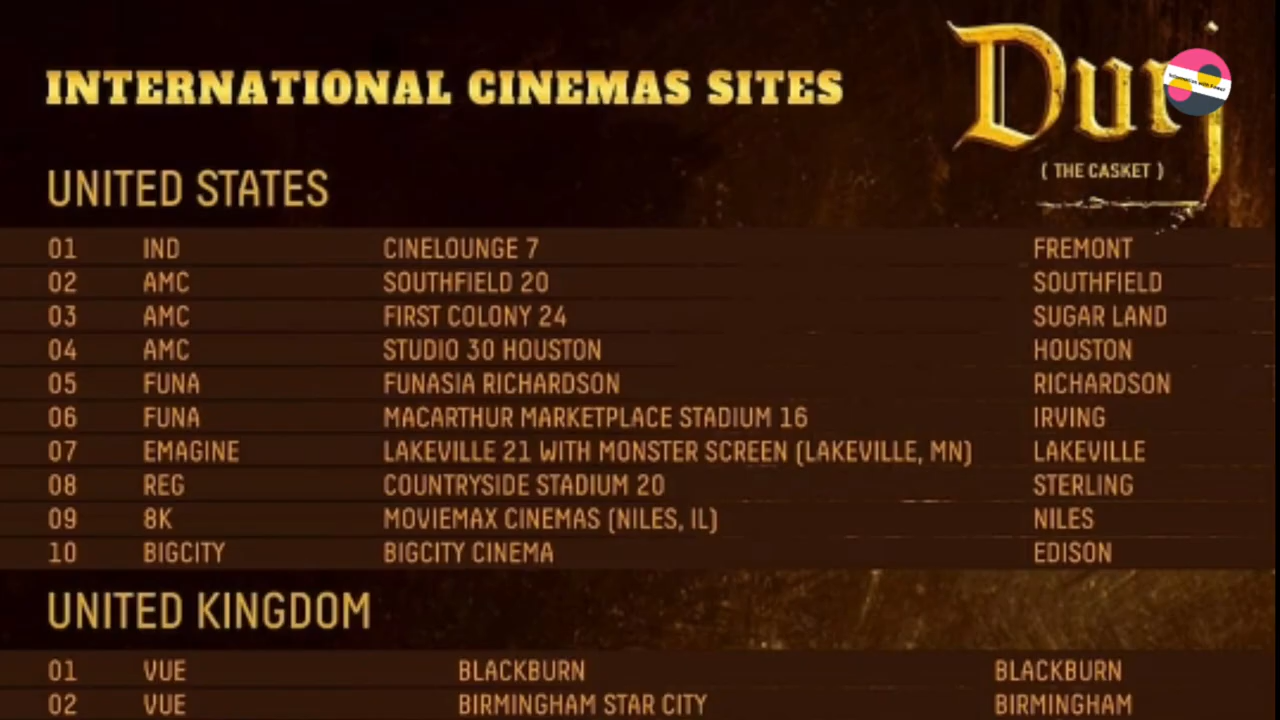 Durj
INTERNATIONAL CINEMAS SITES
( THE CASKET )
UNITED STATES
01 IND CINELOUNGE 7 FREMONT
02 AMC SOUTHFIELD 20 SOUTHFIELD
03 AMC FIRST COLONY 24 SUGAR LAND
04 AMC STUDIO 30 HOUSTON HOUSTON
05 FUNA FUNASIA RICHARDSON RICHARDSON
06 FUNA MACARTHUR MARKETPLACE STADIUM 16 IRVING
07 EMAGINE LAKEVILLE 21 WITH MONSTER SCREEN (LAKEVILLE, MN) LAKEVILLE
08 REG COUNTRYSIDE STADIUM 20 STERLING
09 8K MOVIEMAX CINEMAS (NILES, IL) NILES
10 BIGCITY BIGCITY CINEMA EDISON
UNITED KINGDOM
01 VUE BLACKBURN BLACKBURN
02 VUE BIRMINGHAM STAR CITY BIRMINGHAM